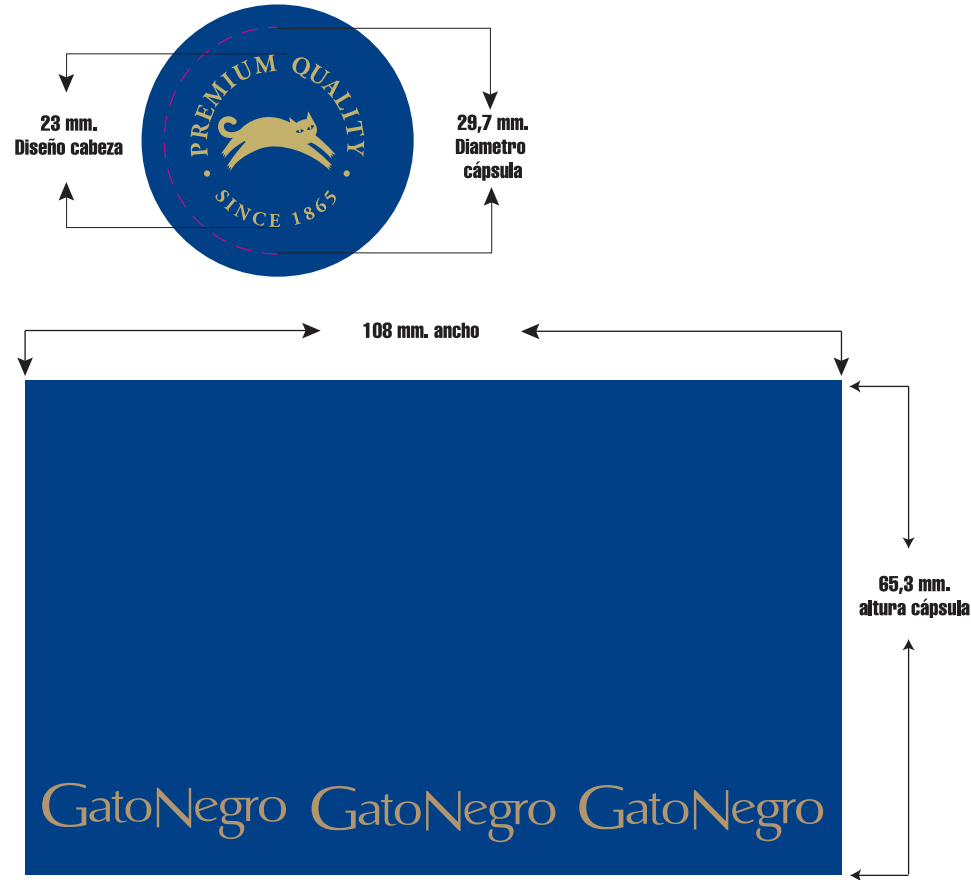 PREMIUM QUALITY
• SINCE 1865 •
23 mm.
Diseño cabeza
29,7 mm.
Diametro
cápsula
108 mm. ancho
65,3 mm.
altura cápsula
GatoNegro GatoNegro GatoNegro